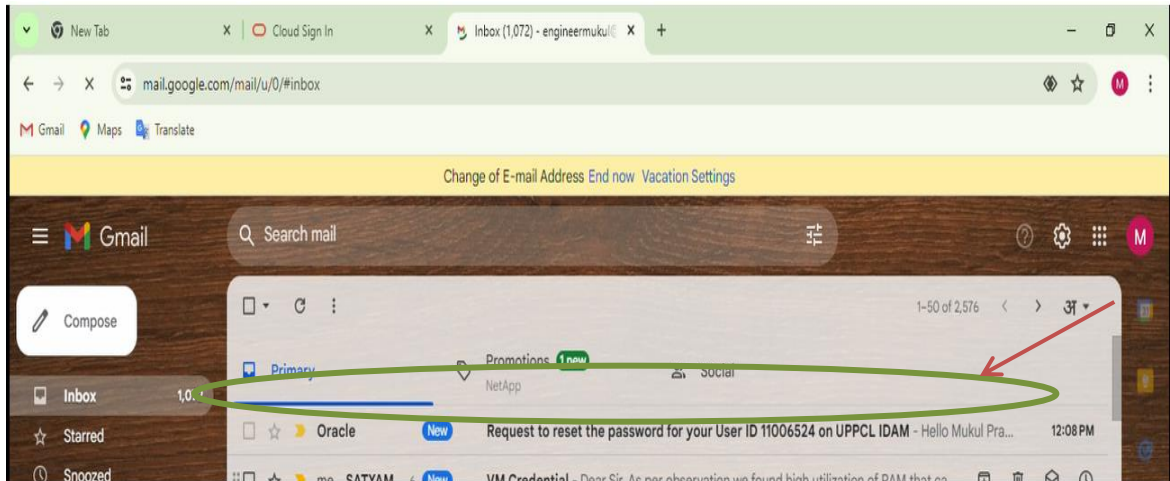 New Tab
Cloud Sign In
Inbox (1,072) - engineermukul@
mail.google.com/mail/u/0/#inbox
M
Gmail
Maps
Translate
Change of E-mail Address End now Vacation Settings
Gmail
Search mail
M
Compose
1–50 of 2,576
अ
Primary
Promotions 1 new
NetApp
Social
Inbox
Starred
Oracle New Request to reset the password for your User ID 11006524 on UPPCL IDAM - Hello Mukul Pra... 12:08 PM
Snoozed
me, SATYAM New VM Credential - Dear Sir, As per observation we found high utilization of RAM that ca...